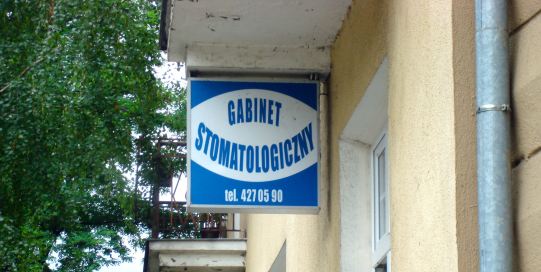 GABINET
STOMATOLOGICZNY
tel. 427 05 90